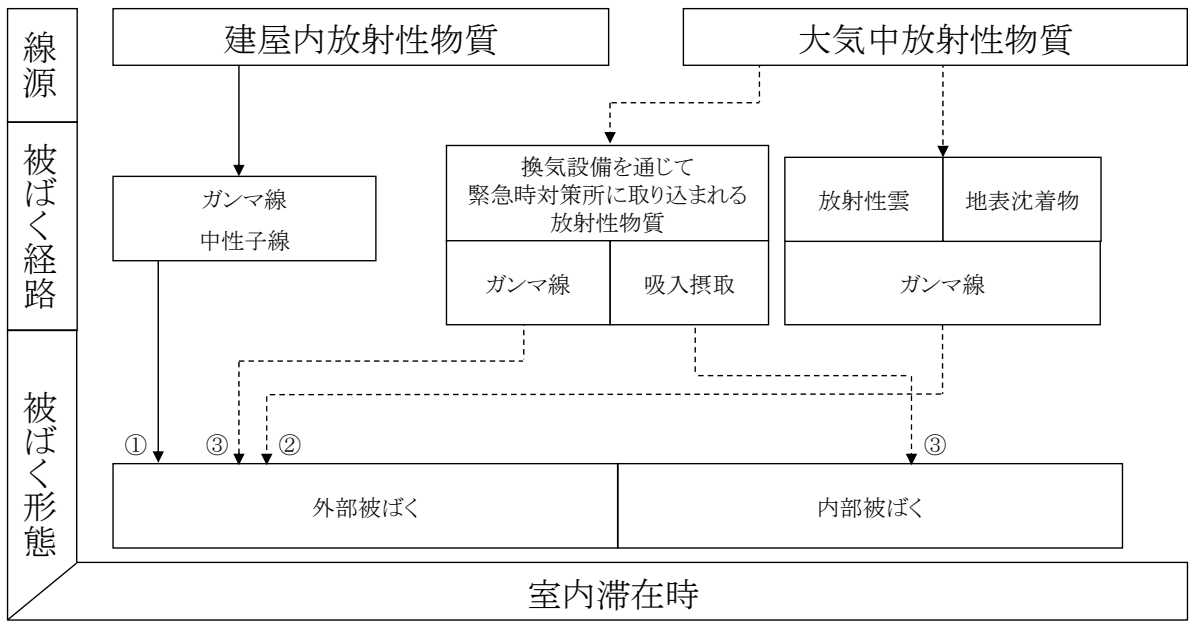 線源
建屋内放射性物質
大気中放射性物質
被ばく経路
ガンマ線
中性子線
換気設備を通じて
緊急時対策所に取り込まれる
放射性物質
ガンマ線
吸入摂取
放射性雲
地表沈着物
ガンマ線
被ばく形態
①
③
②
③
外部被ばく
内部被ばく
室内滞在時